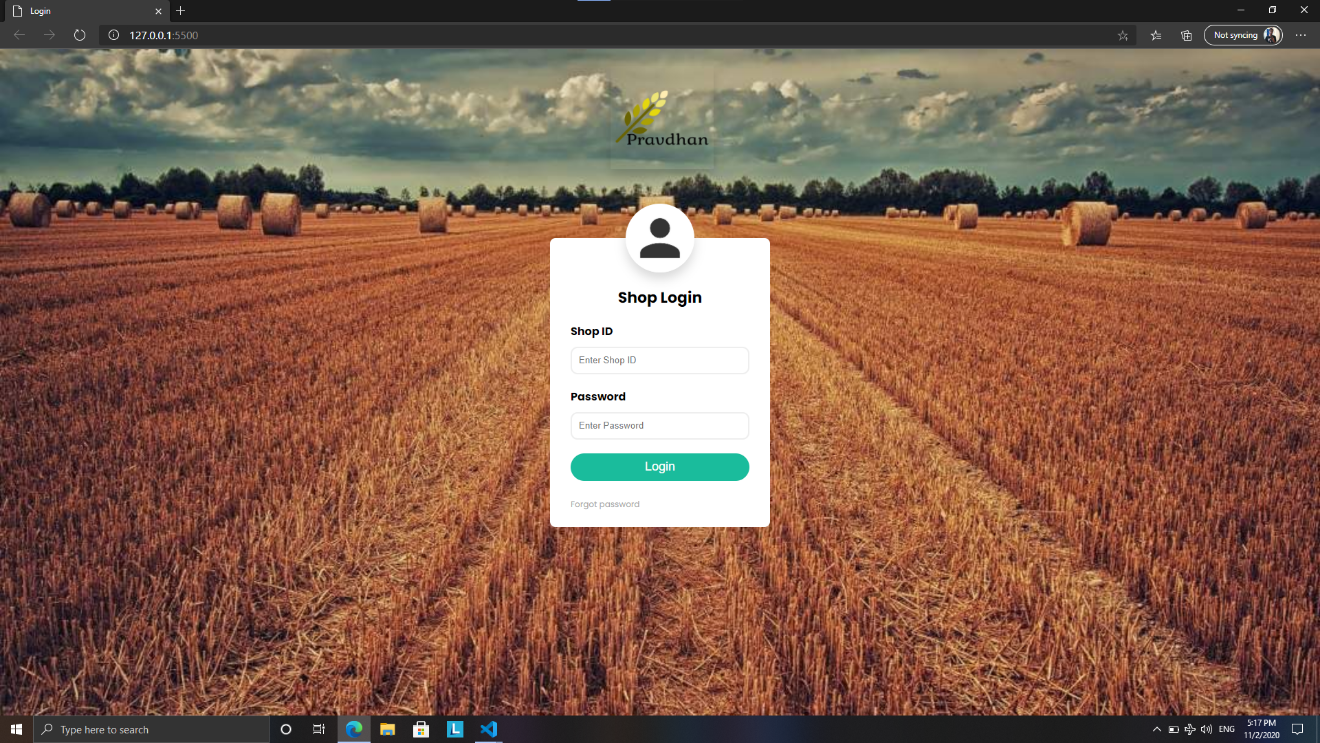 Login
127.0.0.1:5500
Not syncing
Pravdhan
Shop Login
Shop ID
Enter Shop ID
Password
Enter Password
Login
Forgot password
Type here to search
L
ENG
5:17 PM
11/2/2020